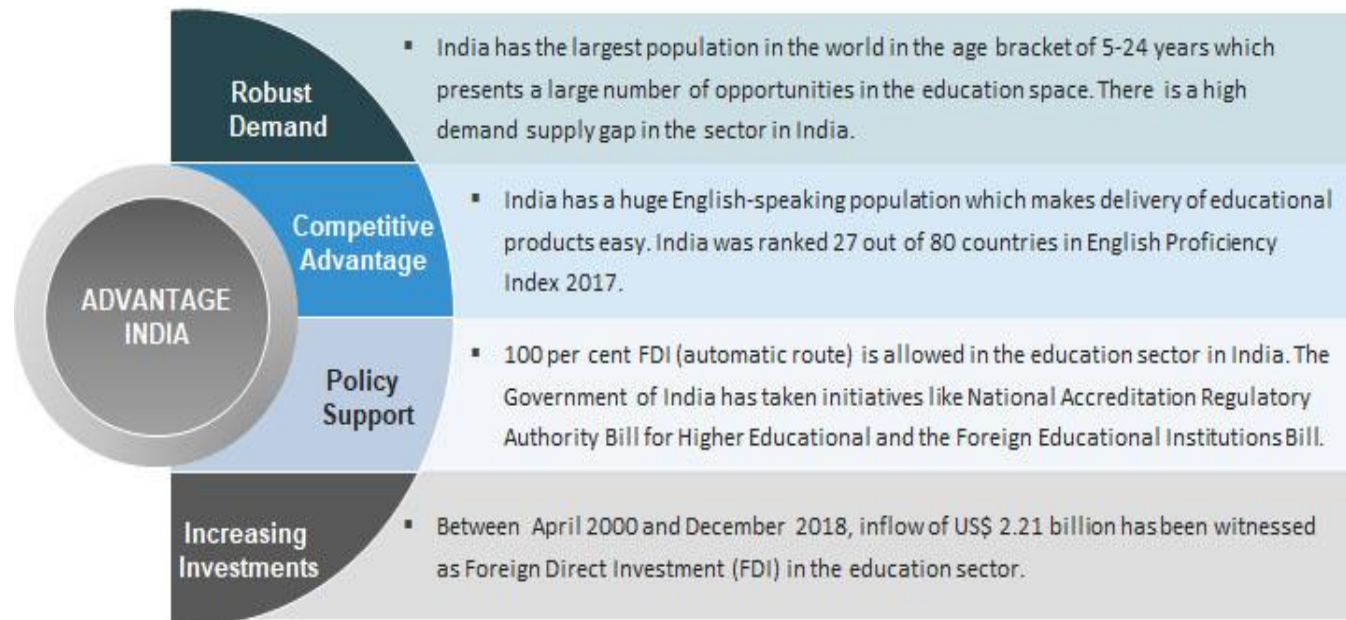 ADVANTAGE
INDIA
Robust
Demand
▪ India has the largest population in the world in the age bracket of 5-24 years which
presents a large number of opportunities in the education space. There is a high
demand supply gap in the sector in India.
Competitive
Advantage
▪ India has a huge English-speaking population which makes delivery of educational
products easy. India was ranked 27 out of 80 countries in English Proficiency
Index 2017.
Policy
Support
▪ 100 per cent FDI (automatic route) is allowed in the education sector in India. The
Government of India has taken initiatives like National Accreditation Regulatory
Authority Bill for Higher Educational and the Foreign Educational Institutions Bill.
Increasing
Investments
▪ Between April 2000 and December 2018, inflow of US$ 2.21 billion has been witnessed
as Foreign Direct Investment (FDI) in the education sector.